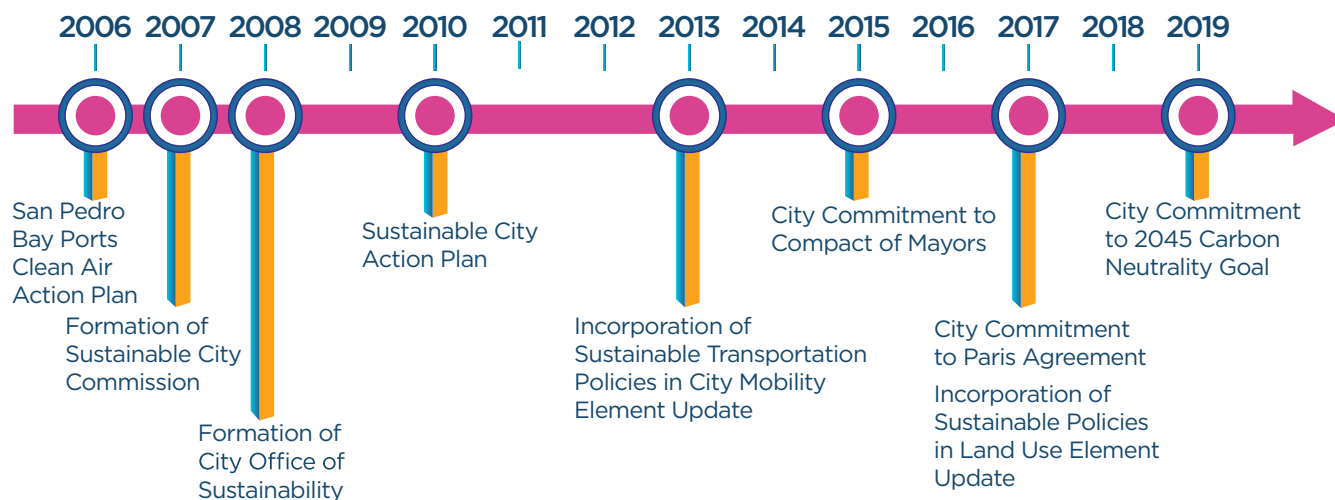 2006 2007 2008 2009 2010 2011 2012 2013 2014 2015 2016 2017 2018 2019
San Pedro
Bay Ports
Clean Air
Action Plan
Formation of
Sustainable City
Commission
Formation of
City Office of
Sustainability
Sustainable City
Action Plan
Incorporation of
Sustainable Transportation
Policies in City Mobility
Element Update
City Commitment to
Compact of Mayors
City Commitment
to Paris Agreement
Incorporation of
Sustainable Policies
in Land Use Element
Update
City Commitment
to 2045 Carbon
Neutrality Goal